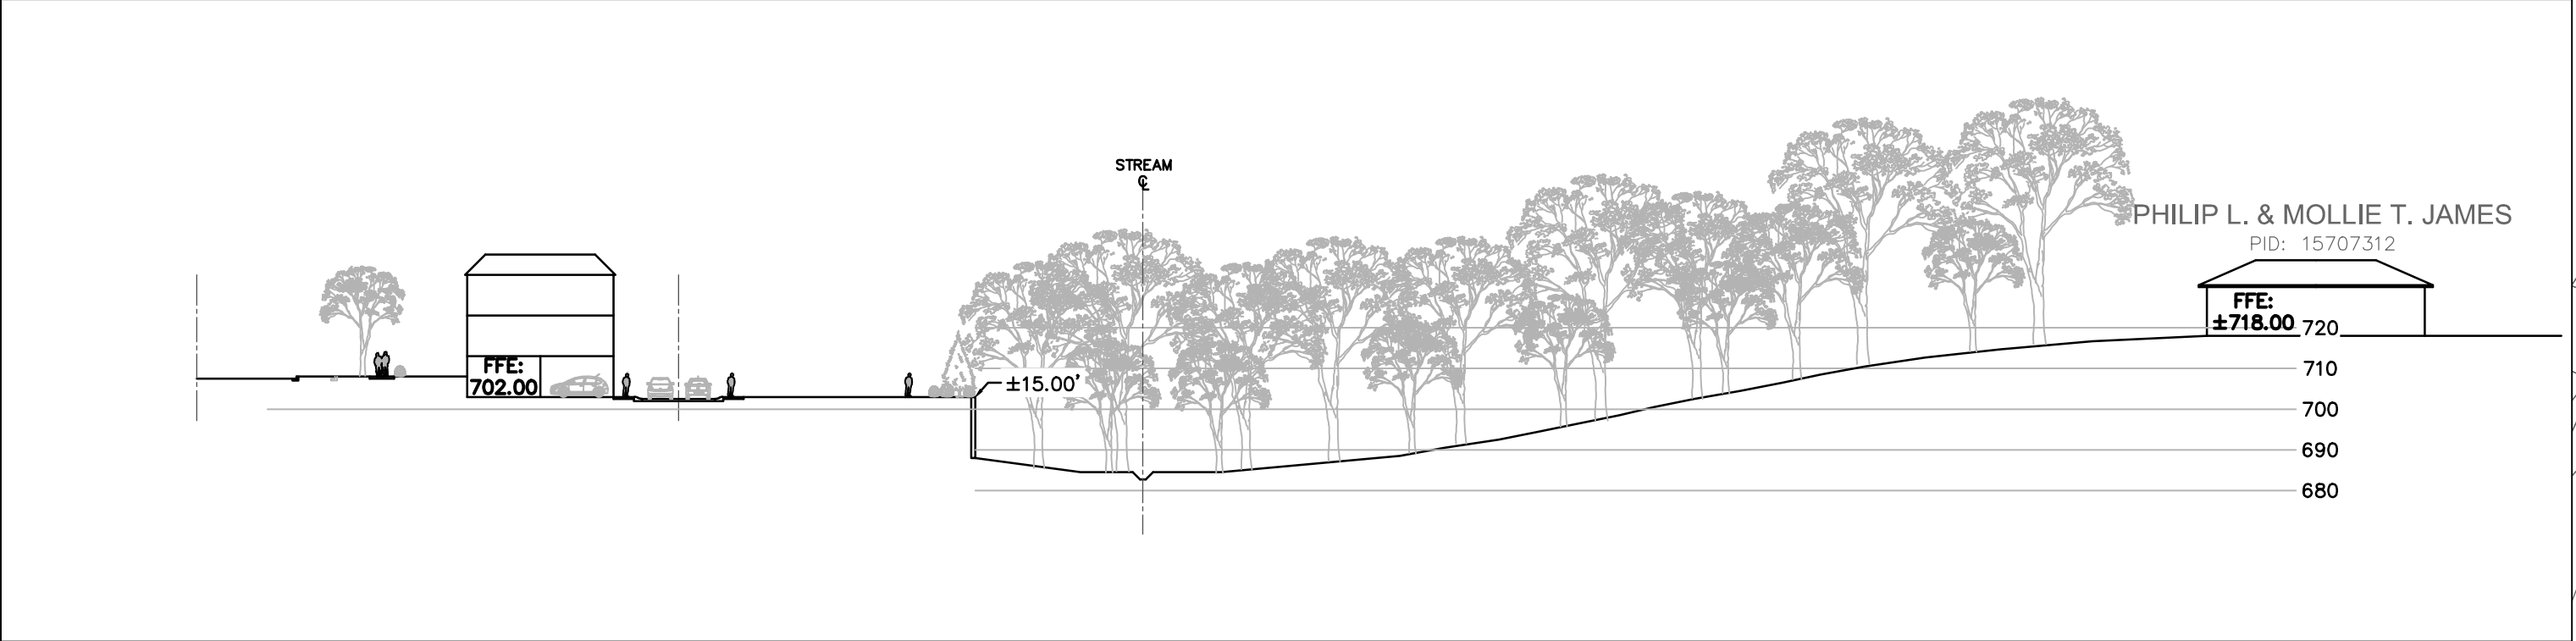 STREAM
℄
PHILIP L. & MOLLIE T. JAMES
PID: 15707312
FFE:
±718.00
720
FFE:
702.00
±15.00'
710
700
690
680